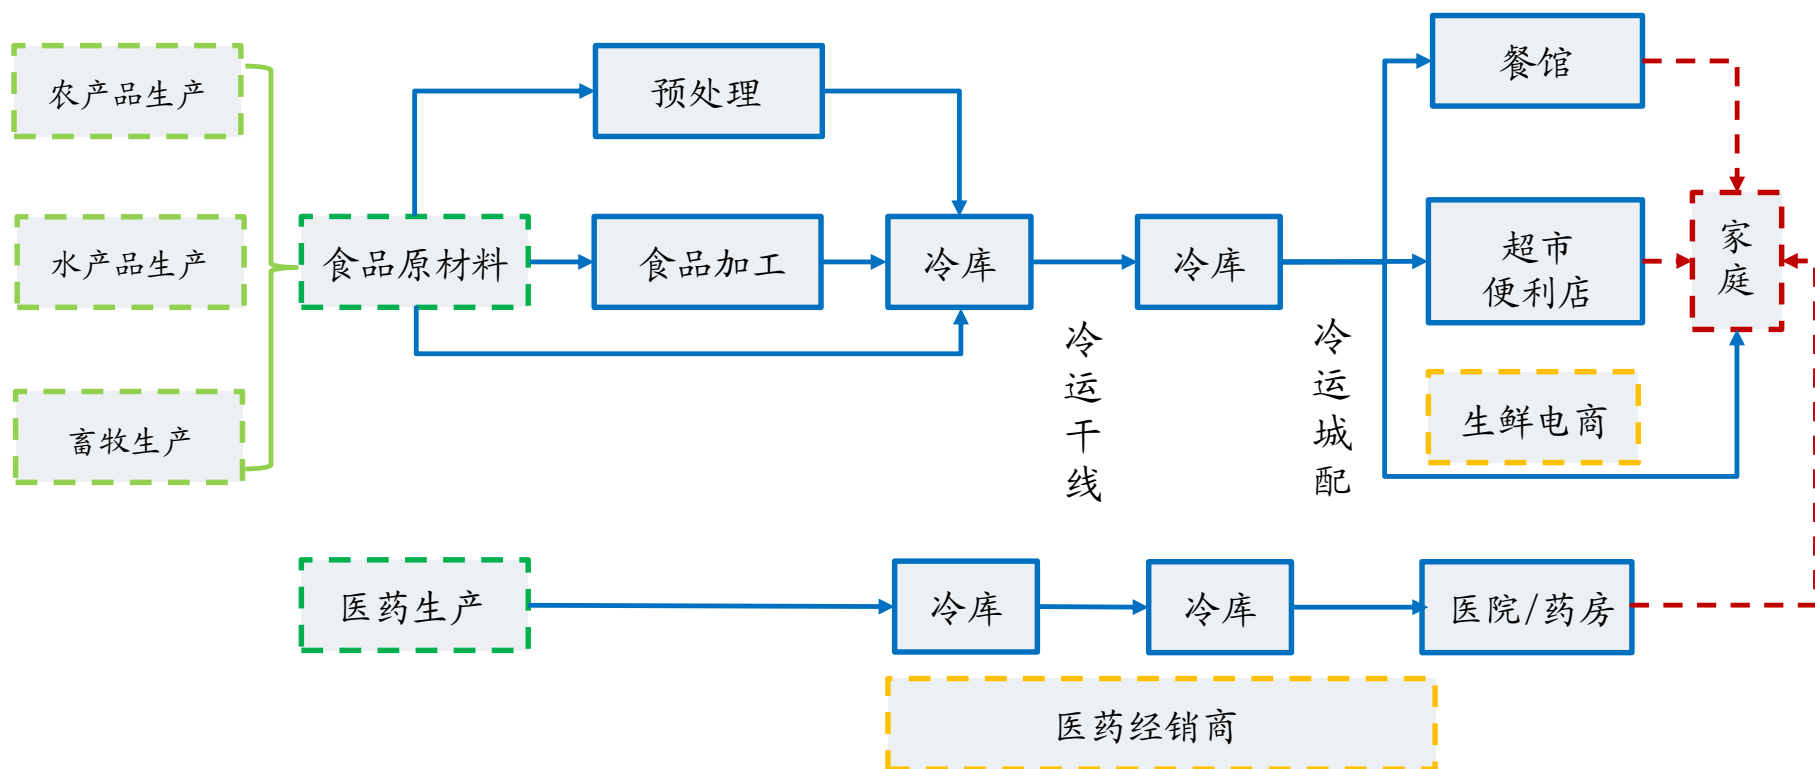 农产品生产
水产品生产
畜牧生产
食品原材料
预处理
食品加工
冷库
冷运干线
冷库
冷运城配
餐馆
超市
便利店
生鲜电商
家庭
医药生产
冷库
冷库
医院/药房
医药经销商